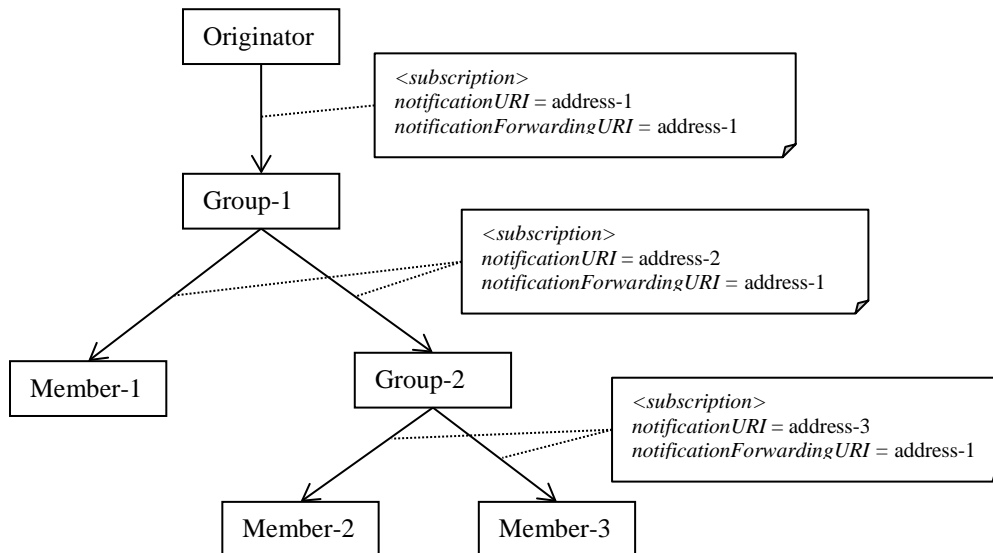 Originator
<subscription>
notificationURI = address-1
notificationForwardingURI = address-1
Group-1
<subscription>
notificationURI = address-2
notificationForwardingURI = address-1
Member-1
Group-2
<subscription>
notificationURI = address-3
notificationForwardingURI = address-1
Member-2
Member-3